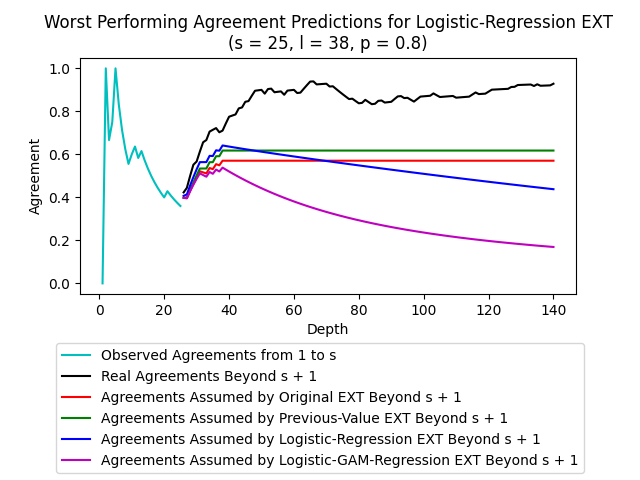 Worst Performing Agreement Predictions for Logistic-Regression EXT
(s = 25, l = 38, p = 0.8)
1.0
0.8
0.6
0.4
0.2
0.0
Agreement
0 20 40 60 80 100 120 140
Depth
Observed Agreements from 1 to s
Real Agreements Beyond s + 1
Agreements Assumed by Original EXT Beyond s + 1
Agreements Assumed by Previous-Value EXT Beyond s + 1
Agreements Assumed by Logistic-Regression EXT Beyond s + 1
Agreements Assumed by Logistic-GAM-Regression EXT Beyond s + 1